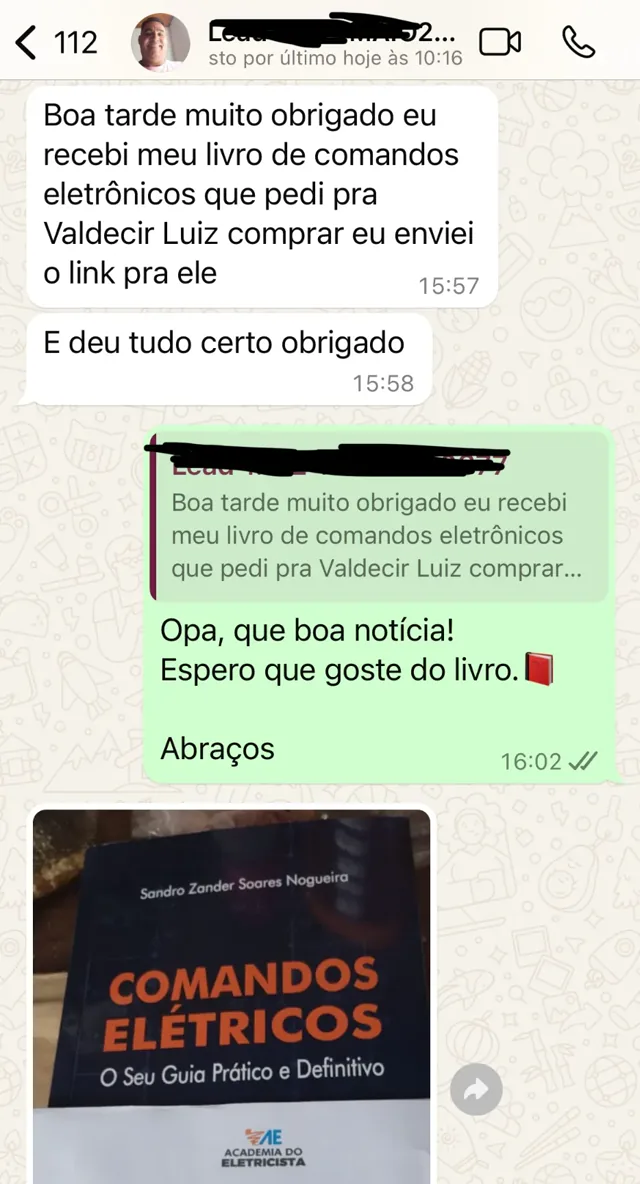 112
sto por último hoje às 10:16
Boa tarde muito obrigado eu
recebi meu livro de comandos
eletrônicos que pedi pra
Valdecir Luiz comprar eu enviei
o link pra ele
15:57
E deu tudo certo obrigado
15:58
Boa tarde muito obrigado eu recebi
meu livro de comandos eletrônicos
que pedi pra Valdecir Luiz comprar...
Opa, que boa notícia!
Espero que goste do livro.📕
Abraços
16:02
Sandro Zander Soares Nogueira
COMANDOS
ELÉTRICOS
O Seu Guia Prático e Definitivo
AE
ACADEMIA DO
ELETRICISTA